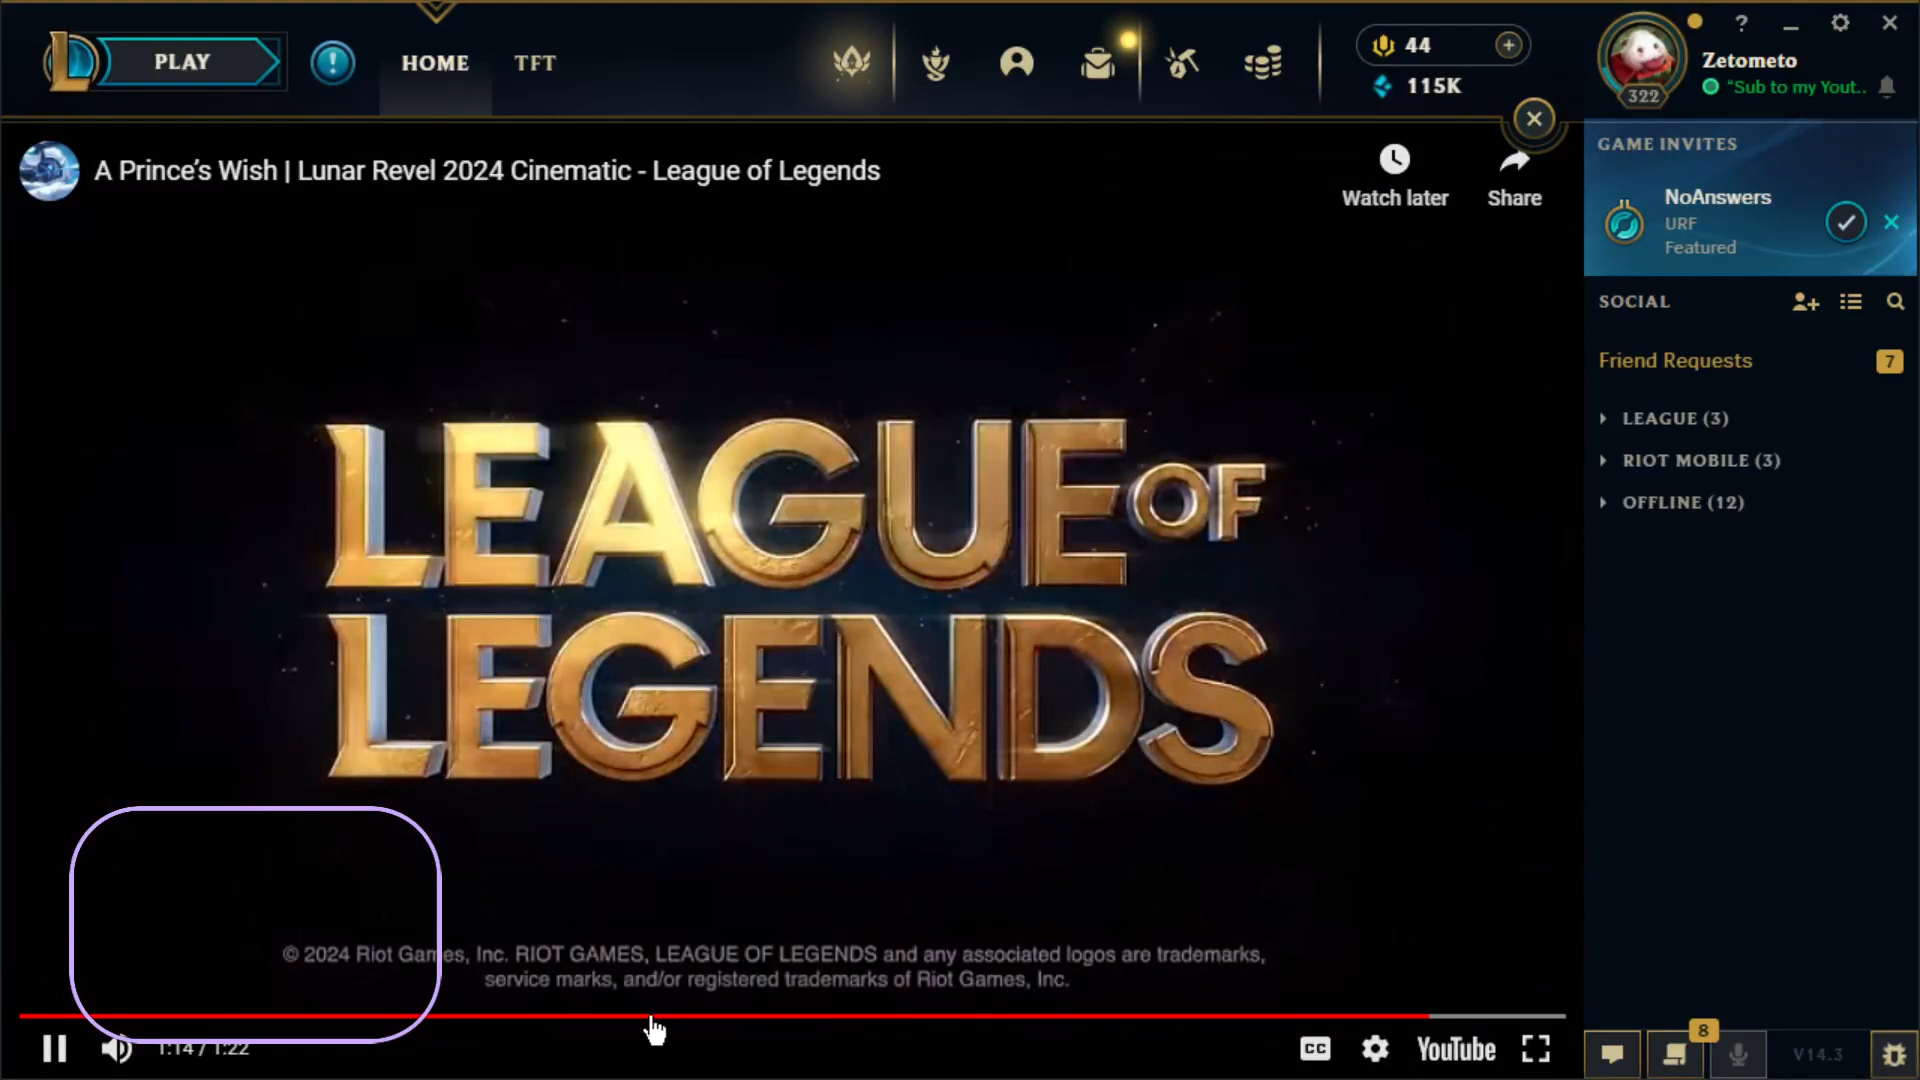 PLAY
HOME
TFT
44
115K
322
?
Zetometo
“Sub to my Yout..
A Prince’s Wish | Lunar Revel 2024 Cinematic - League of Legends
Watch later
Share
GAME INVITES
NoAnswers
URF
Featured
SOCIAL
Friend Requests
7
LEAGUE (3)
RIOT MOBILE (3)
OFFLINE (12)
LEAGUE OF
LEGENDS
© 2024 Riot Games, Inc. RIOT GAMES, LEAGUE OF LEGENDS and any associated logos are trademarks,
service marks, and/or registered trademarks of Riot Games, Inc.
1:14 / 1:22
CC
YouTube
8
V14.3